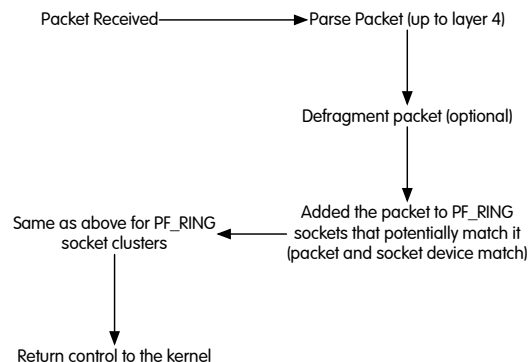 Packet Received
Parse Packet (up to layer 4)
Defragment packet (optional)
Added the packet to PF_RING
sockets that potentially match it
(packet and socket device match)
Same as above for PF_RING
socket clusters
Return control to the kernel